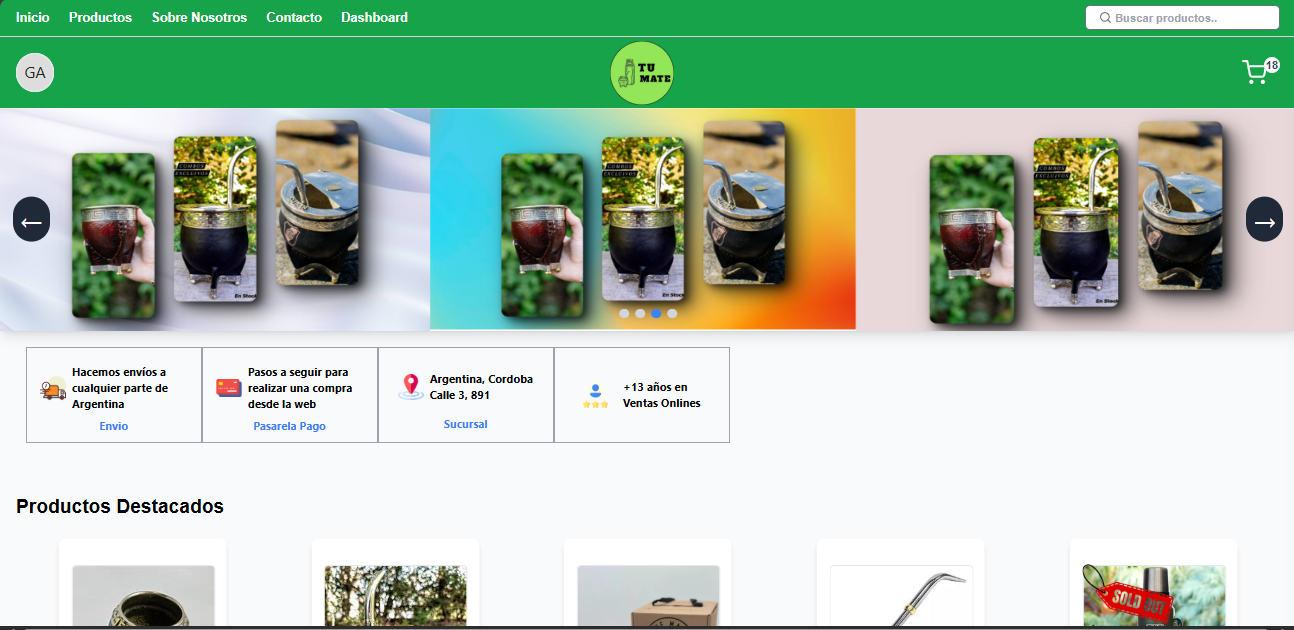 Inicio Productos Sobre Nosotros Contacto Dashboard Buscar productos..
GA
TU
MATE
18
COMBOS
EXCLUSIVOS
En Stock
COMBOS
EXCLUSIVOS
En Stock
COMBOS
EXCLUSIVOS
En Stock
Hacemos envíos a
cualquier parte de
Argentina
Envio
Pasos a seguir para
realizar una compra
desde la web
Pasarela Pago
Argentina, Cordoba
Calle 3, 891
Sucursal
+13 años en
Ventas Onlines
Productos Destacados
SOLD OUT